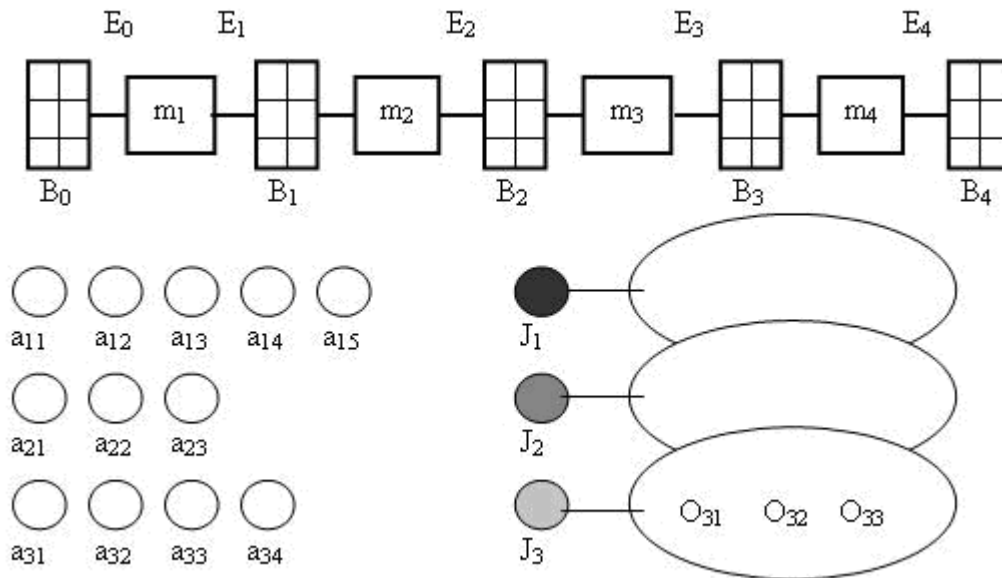 E₀ E₁ E₂ E₃ E₄
m₁ m₂ m₃ m₄
B₀ B₁ B₂ B₃ B₄
a₁₁ a₁₂ a₁₃ a₁₄ a₁₅ J₁
a₂₁ a₂₂ a₂₃ J₂
O₃₁ O₃₂ O₃₃
a₃₁ a₃₂ a₃₃ a₃₄ J₃